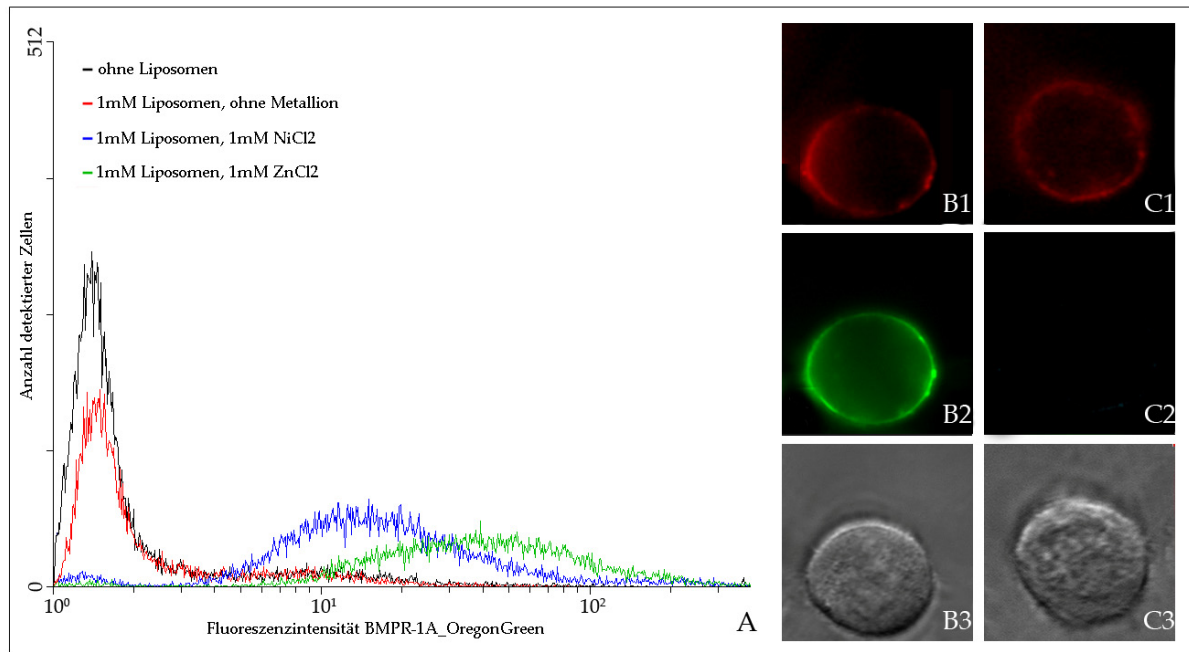 512
ohne Liposomen
1mM Liposomen, ohne Metallion
1mM Liposomen, 1mM NiCl2
1mM Liposomen, 1mM ZnCl2
Anzahl detektierter Zellen
0
10⁰
10¹
10²
Fluoreszenzintensität BMPR-1A_OregonGreen
A
B1
C1
B2
C2
B3
C3